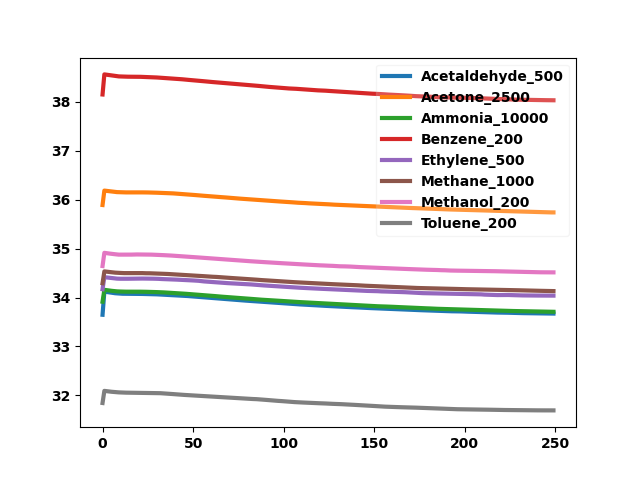 Acetaldehyde_500
Acetone_2500
Ammonia_10000
Benzene_200
Ethylene_500
Methane_1000
Methanol_200
Toluene_200
38
37
36
35
34
33
32
0 50 100 150 200 250